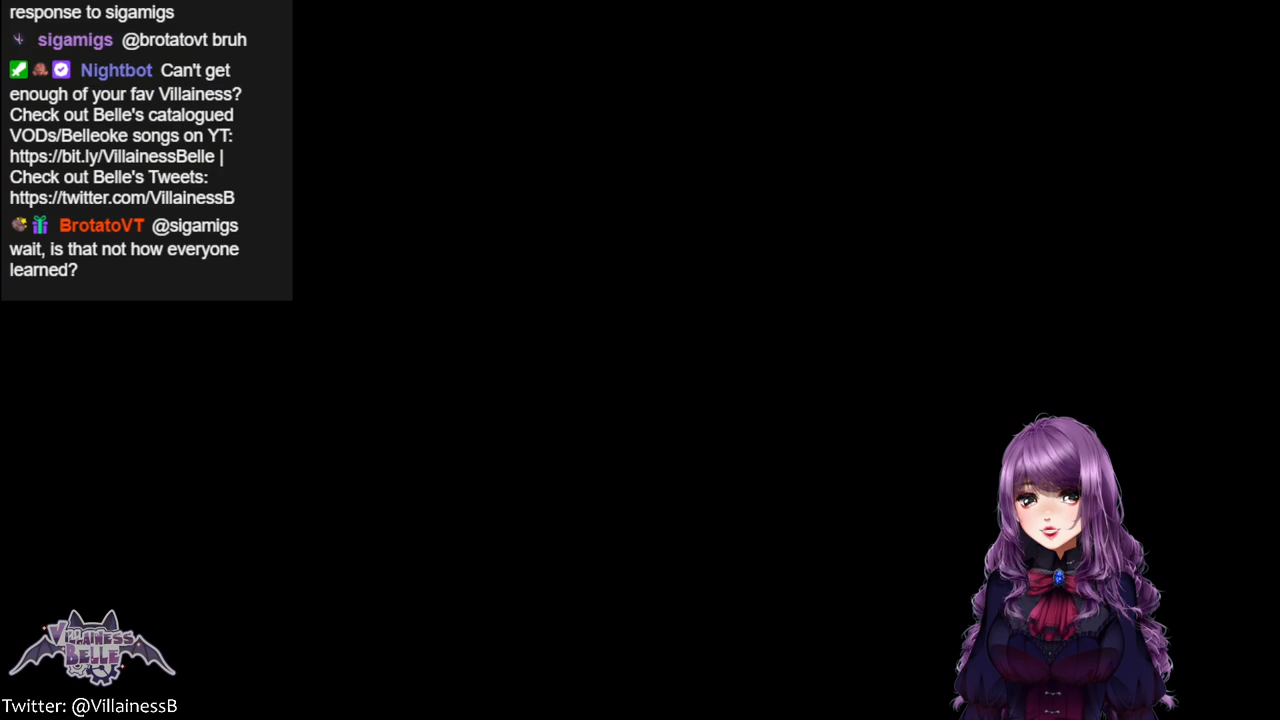 response to sigamigs
sigamigs @brotatovt bruh
Nightbot Can't get
enough of your fav Villainess?
Check out Belle's catalogued
VODs/Belleoke songs on YT:
https://bit.ly/VillainessBelle |
Check out Belle's Tweets:
https://twitter.com/VillainessB
BrotatoVT @sigamigs
wait, is that not how everyone
learned?
VILLAINESS
BELLE
Twitter: @VillainessB